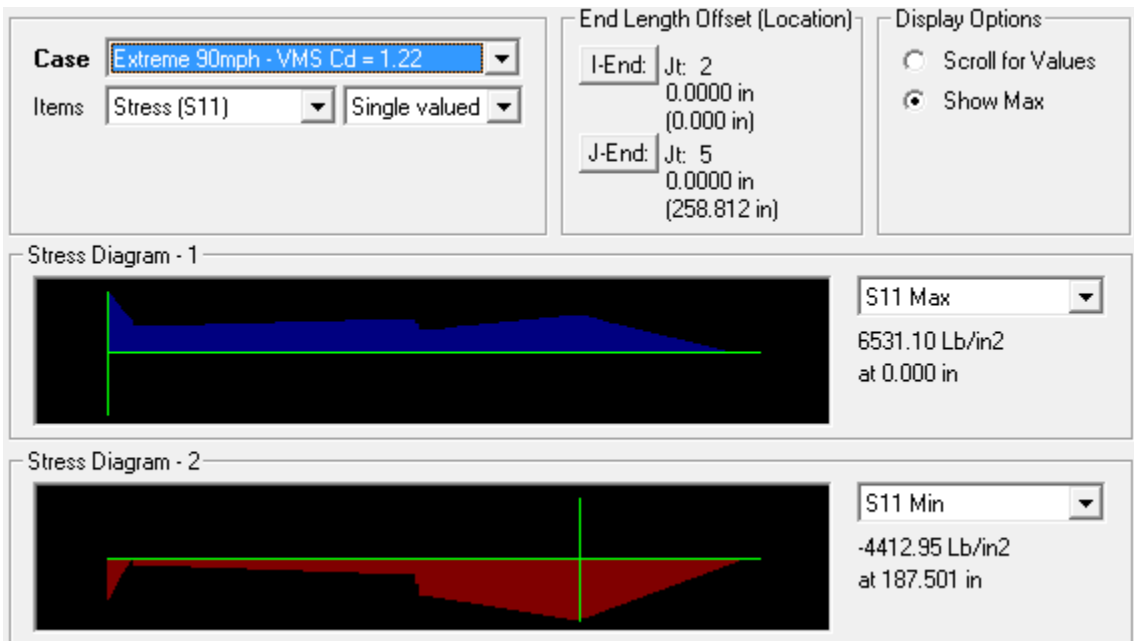 Case Extreme 90mph - VMS Cd = 1.22
Items Stress (S11) Single valued
End Length Offset (Location)
I-End: Jt: 2
0.0000 in
(0.000 in)
J-End: Jt: 5
0.0000 in
(258.812 in)
Display Options
Scroll for Values
Show Max
Stress Diagram - 1
S11 Max
6531.10 Lb/in2
at 0.000 in
Stress Diagram - 2
S11 Min
-4412.95 Lb/in2
at 187.501 in